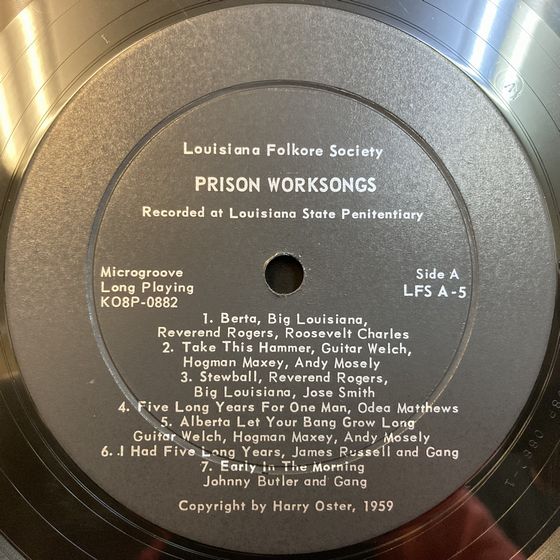 Louisiana Folkore Society
PRISON WORKSONGS
Recorded at Louisiana State Penitentiary
Microgroove
Long Playing
KO8P-0882
Side A
LFS A-5
1. Berta, Big Louisiana,
Reverend Rogers, Roosevelt Charles
2. Take This Hammer, Guitar Welch,
Hogman Maxey, Andy Mosely
3. Stewball, Reverend Rogers,
Big Louisiana, Jose Smith
4. Five Long Years For One Man, Odea Matthews
5. Alberta Let Your Bang Grow Long
Guitar Welch, Hogman Maxey, Andy Mosely
6. I Had Five Long Years, James Russell and Gang
7. Early In The Morning
Johnny Butler and Gang
Copyright by Harry Oster, 1959